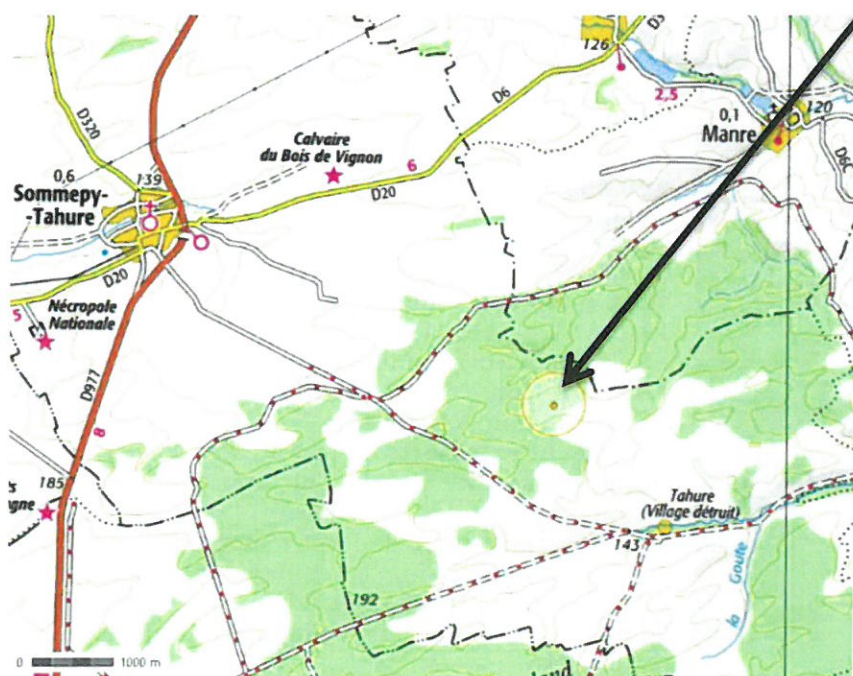 D3
126
D6
2,5
0,1
120
Manre
D6C
D320
Calvaire
du Bois de Vignon
6
D20
0,6
139
Sommepy-
-Tahure
D20
5
Nécropole
Nationale
D977
8
185
gne
Tahure
(Village détruit)
143
la Goute
192
0 1000 m